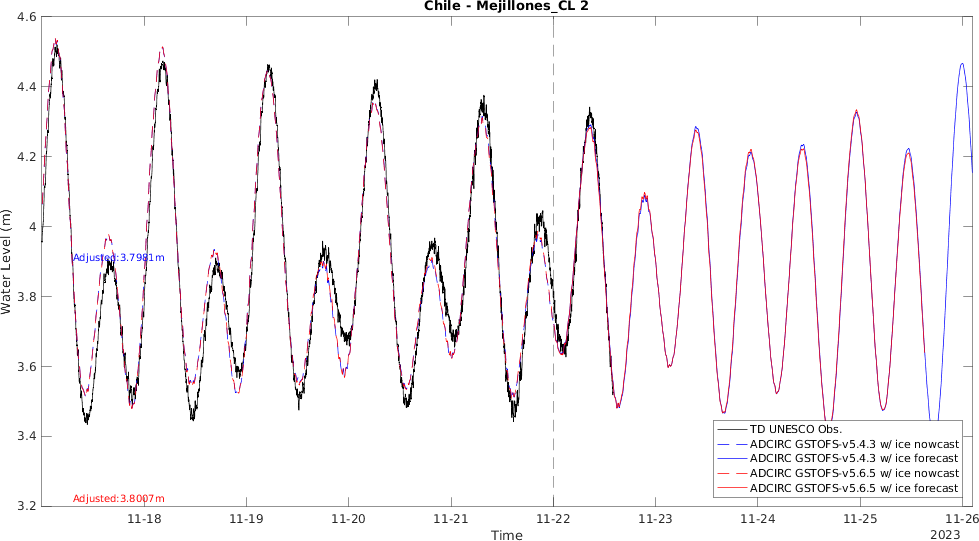 Chile - Mejillones_CL 2
4.6
4.4
4.2
4
3.8
3.6
3.4
3.2
Water Level (m)
Adjusted:3.7981m
Adjusted:3.8007m
TD UNESCO Obs.
ADCIRC GSTOFS-v5.4.3 w/ ice nowcast
ADCIRC GSTOFS-v5.4.3 w/ ice forecast
ADCIRC GSTOFS-v5.6.5 w/ ice nowcast
ADCIRC GSTOFS-v5.6.5 w/ ice forecast
11-18 11-19 11-20 11-21 11-22 11-23 11-24 11-25 11-26
Time
2023